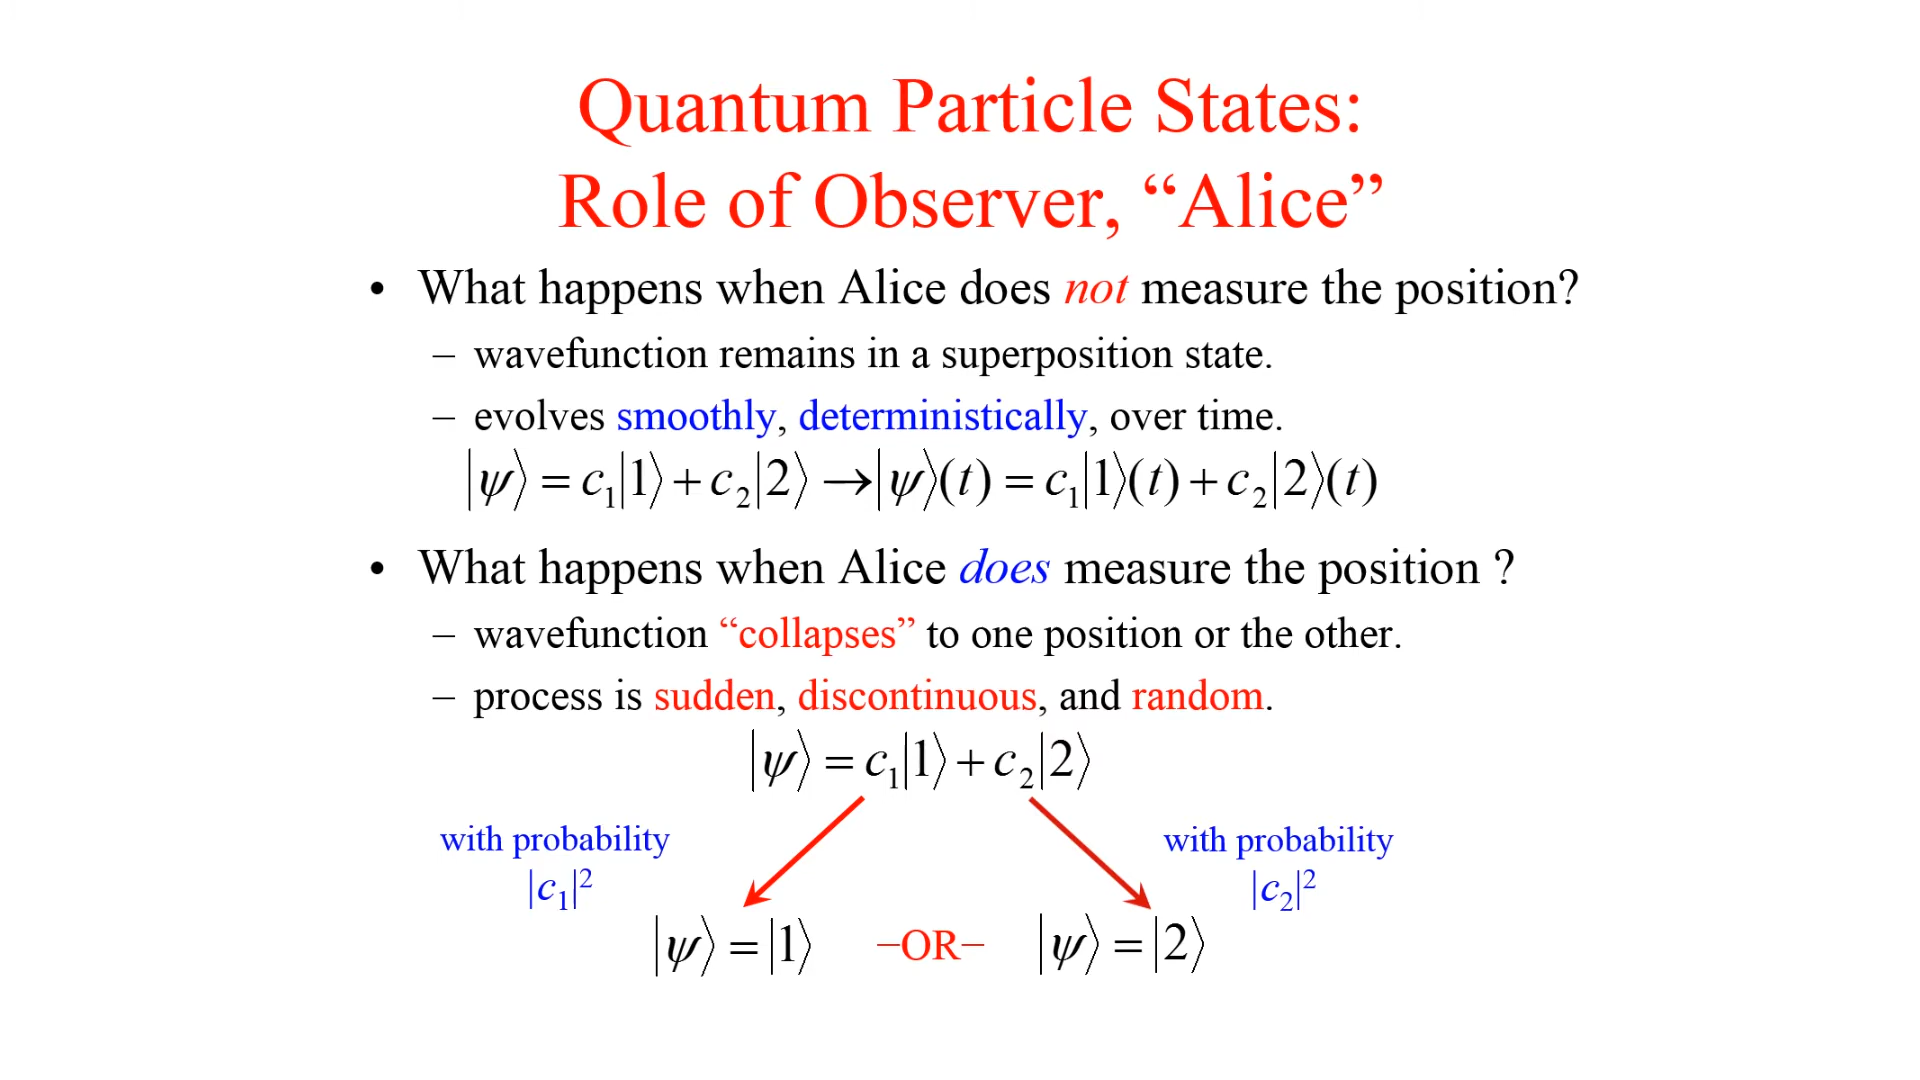 Quantum Particle States:
Role of Observer, “Alice”
• What happens when Alice does not measure the position?
– wavefunction remains in a superposition state.
– evolves smoothly, deterministically, over time.
|ψ⟩ = c₁|1⟩ + c₂|2⟩ → |ψ⟩(t) = c₁|1⟩(t) + c₂|2⟩(t)
• What happens when Alice does measure the position ?
– wavefunction “collapses” to one position or the other.
– process is sudden, discontinuous, and random.
|ψ⟩ = c₁|1⟩ + c₂|2⟩
with probability
|c₁|²
with probability
|c₂|²
|ψ⟩ = |1⟩ –OR– |ψ⟩ = |2⟩